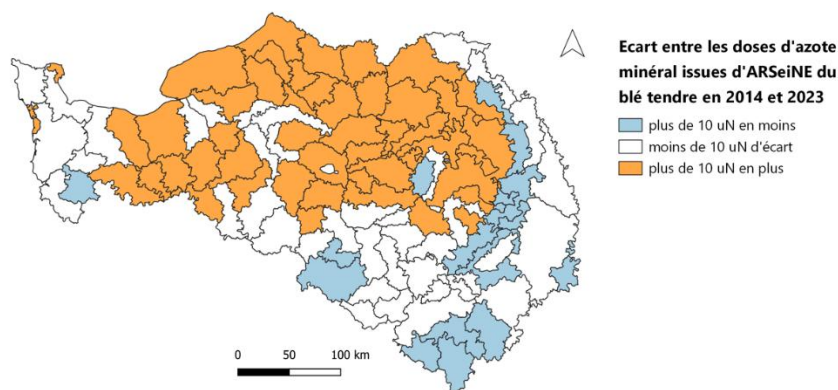 Ecart entre les doses d'azote
minéral issues d'ARSeiNE du
blé tendre en 2014 et 2023
plus de 10 uN en moins
moins de 10 uN d'écart
plus de 10 uN en plus
0 50 100 km